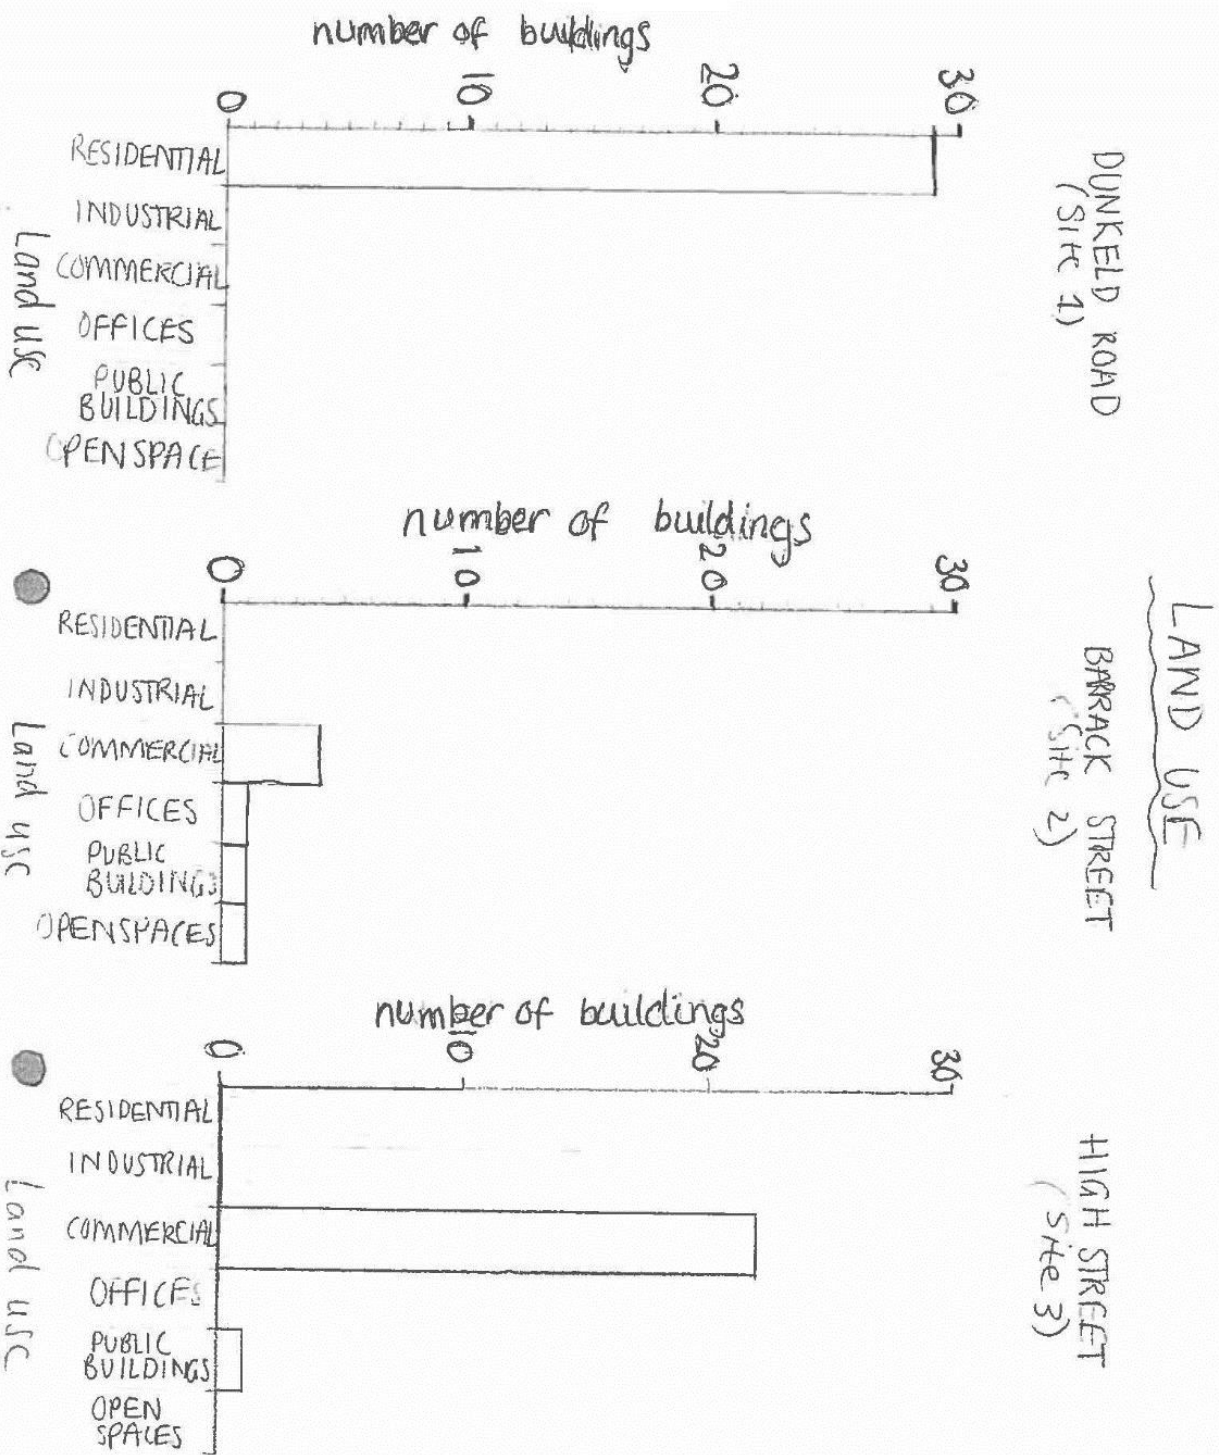 LAND USE
DUNKELD ROAD
(Site 1)
number of buildings
0 10 20 30
RESIDENTIAL
INDUSTRIAL
COMMERCIAL
OFFICES
PUBLIC
BUILDINGS
OPEN SPACE
Land use
BARRACK STREET
(Site 2)
number of buildings
0 10 20 30
RESIDENTIAL
INDUSTRIAL
COMMERCIAL
OFFICES
PUBLIC
BUILDINGS
OPEN SPACES
Land use
HIGH STREET
(Site 3)
number of buildings
0 10 20 30
RESIDENTIAL
INDUSTRIAL
COMMERCIAL
OFFICES
PUBLIC
BUILDINGS
OPEN
SPACES
Land use